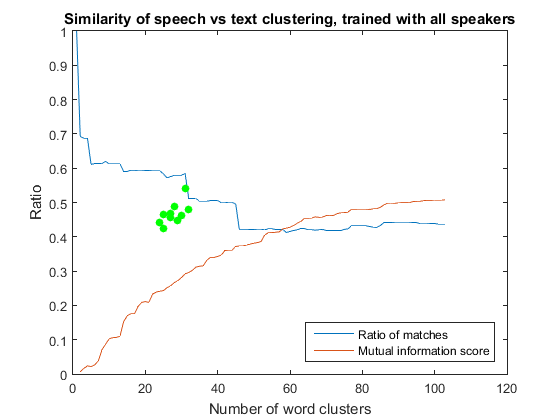 Similarity of speech vs text clustering, trained with all speakers
1
0.9
0.8
0.7
0.6
0.5
0.4
0.3
0.2
0.1
0
Ratio
Ratio of matches
Mutual information score
0 20 40 60 80 100 120
Number of word clusters